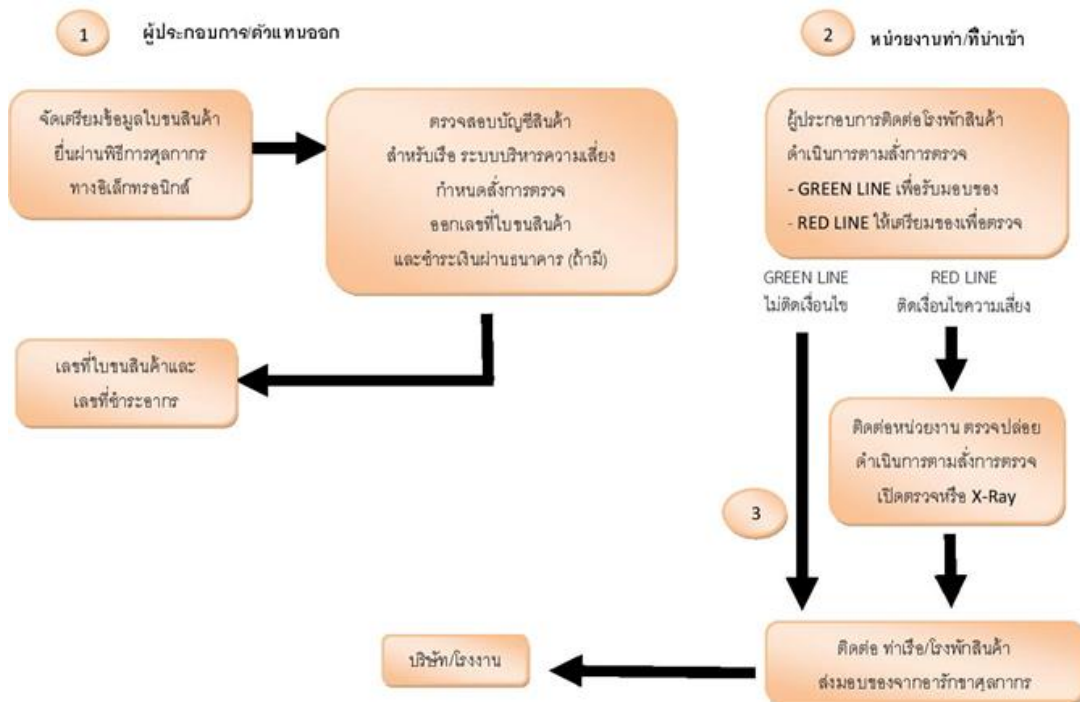 1
ผู้ประกอบการ/ตัวแทนออก
จัดเตรียมข้อมูลใบขนสินค้า
ยื่นผ่านพิธีการศุลกากร
ทางอิเล็กทรอนิกส์
ตรวจสอบบัญชีสินค้า
สำหรับเรือ ระบบบริหารความเสี่ยง
กำหนดสั่งการตรวจ
ออกเลขที่ใบขนสินค้า
และชำระเงินผ่านธนาคาร (ถ้ามี)
เลขที่ใบขนสินค้าและ
เลขที่ชำระอากร
2
หน่วยงานท่า/ที่นำเข้า
ผู้ประกอบการติดต่อโรงพักสินค้า
ดำเนินการตามสั่งการตรวจ
- GREEN LINE เพื่อรับมอบของ
- RED LINE ให้เตรียมของเพื่อตรวจ
GREEN LINE
ไม่ติดเงื่อนไข
RED LINE
ติดเงื่อนไขความเสี่ยง
ติดต่อหน่วยงาน ตรวจปล่อย
ดำเนินการตามสั่งการตรวจ
เปิดตรวจหรือ X-Ray
3
ติดต่อ ท่าเรือ/โรงพักสินค้า
ส่งมอบของจากอารักขาศุลกากร
บริษัท/โรงงาน